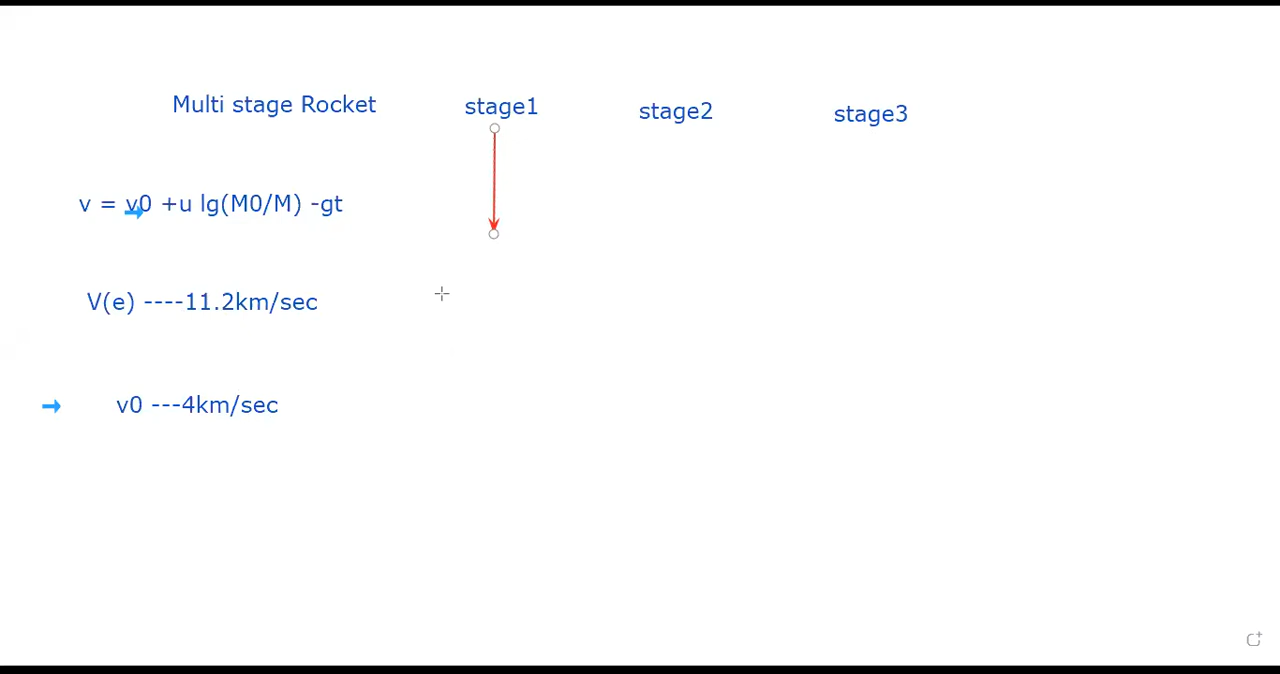 Multi stage Rocket stage1 stage2 stage3
v = v0 +u lg(M0/M) -gt
V(e) ----11.2km/sec
v0 ---4km/sec